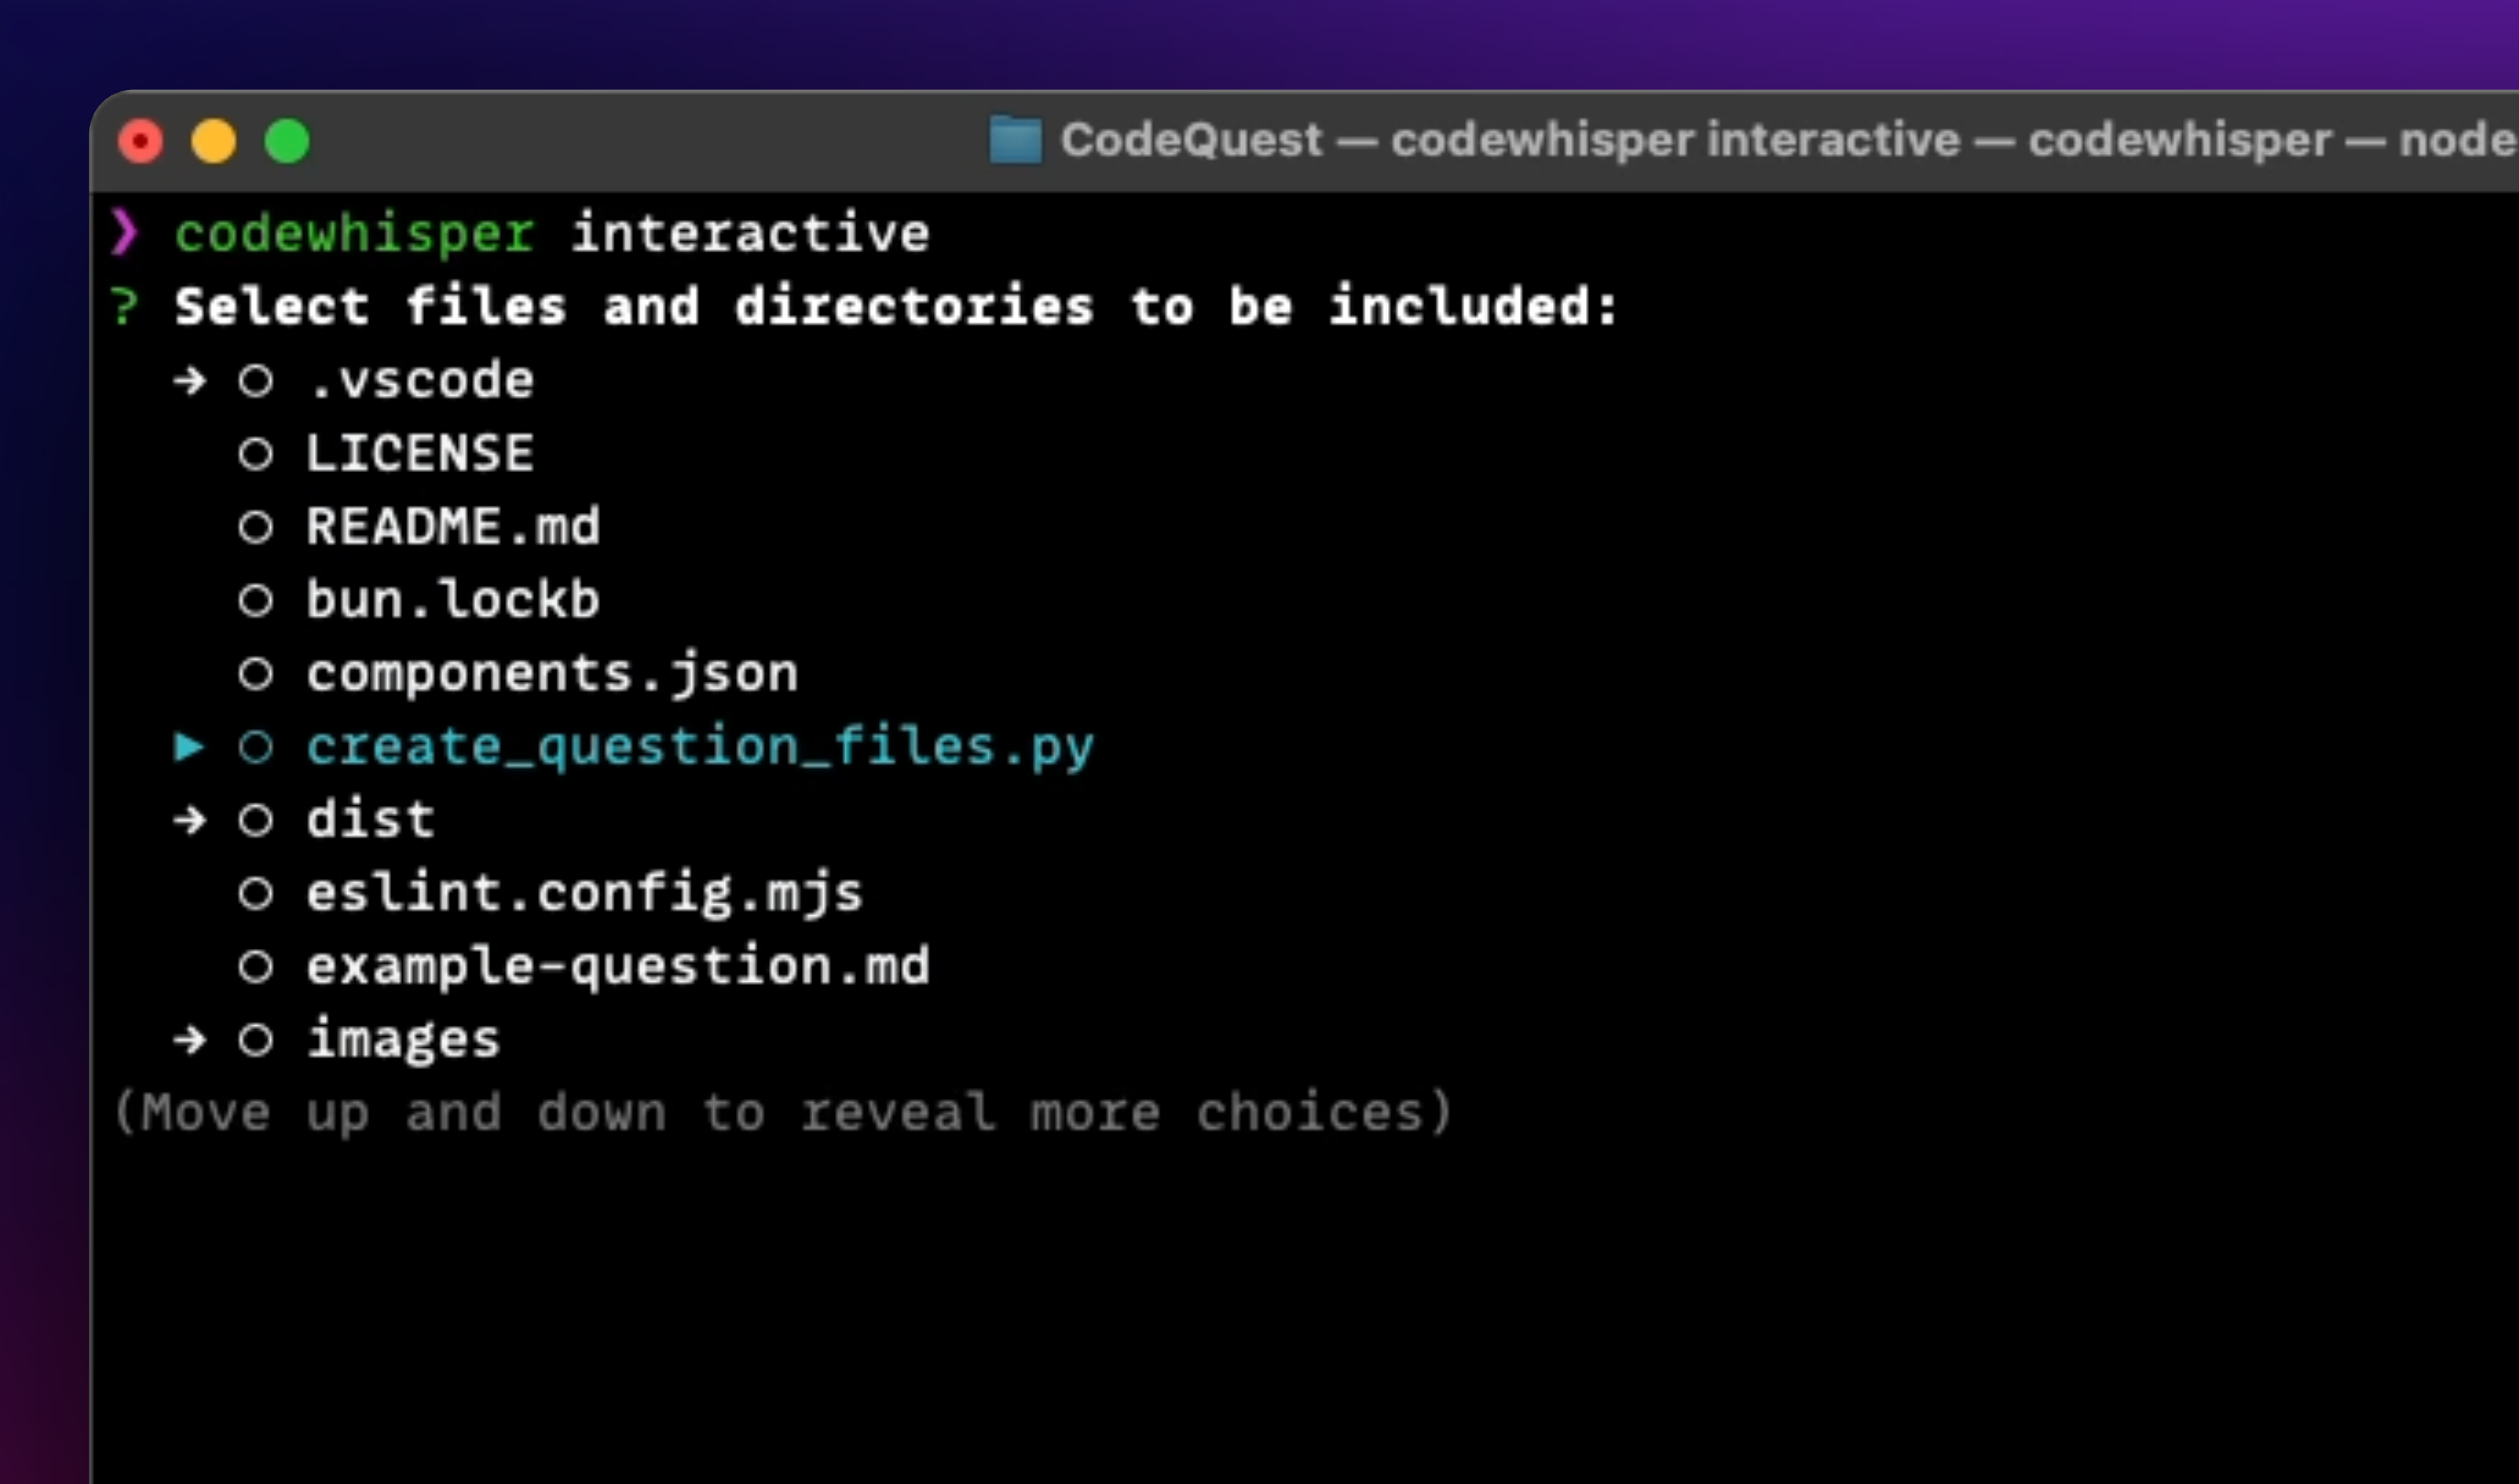 CodeQuest — codewhisper interactive — codewhisper — node
❯ codewhisper interactive
? Select files and directories to be included:
→ ○ .vscode
○ LICENSE
○ README.md
○ bun.lockb
○ components.json
▶ ○ create_question_files.py
→ ○ dist
○ eslint.config.mjs
○ example-question.md
→ ○ images
(Move up and down to reveal more choices)